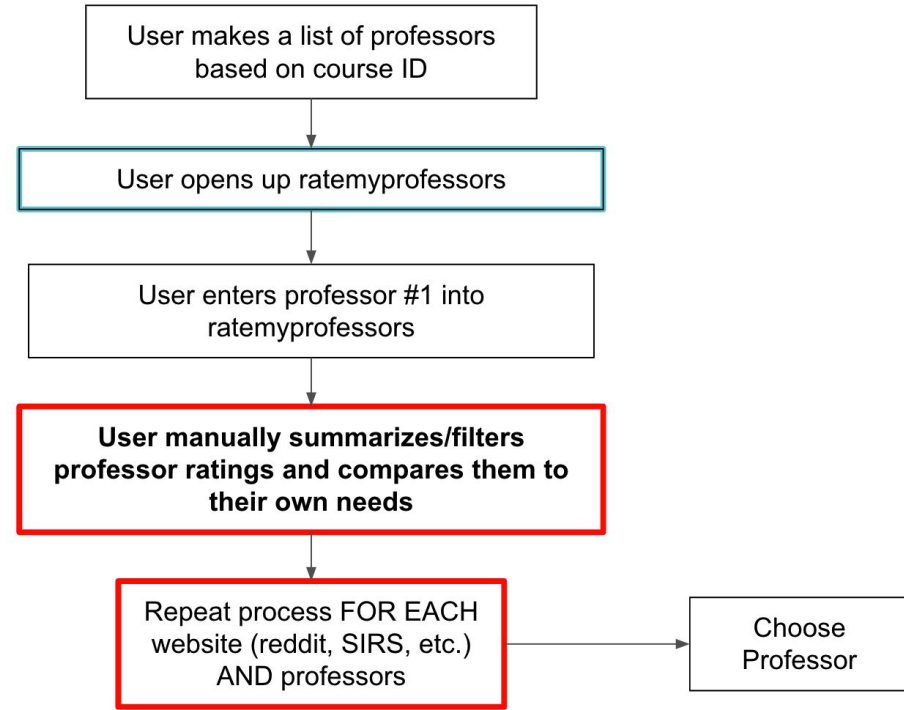 User makes a list of professors
based on course ID
User opens up ratemyprofessors
User enters professor #1 into
ratemyprofessors
User manually summarizes/filters
professor ratings and compares them to
their own needs
Repeat process FOR EACH
website (reddit, SIRS, etc.)
AND professors
Choose
Professor